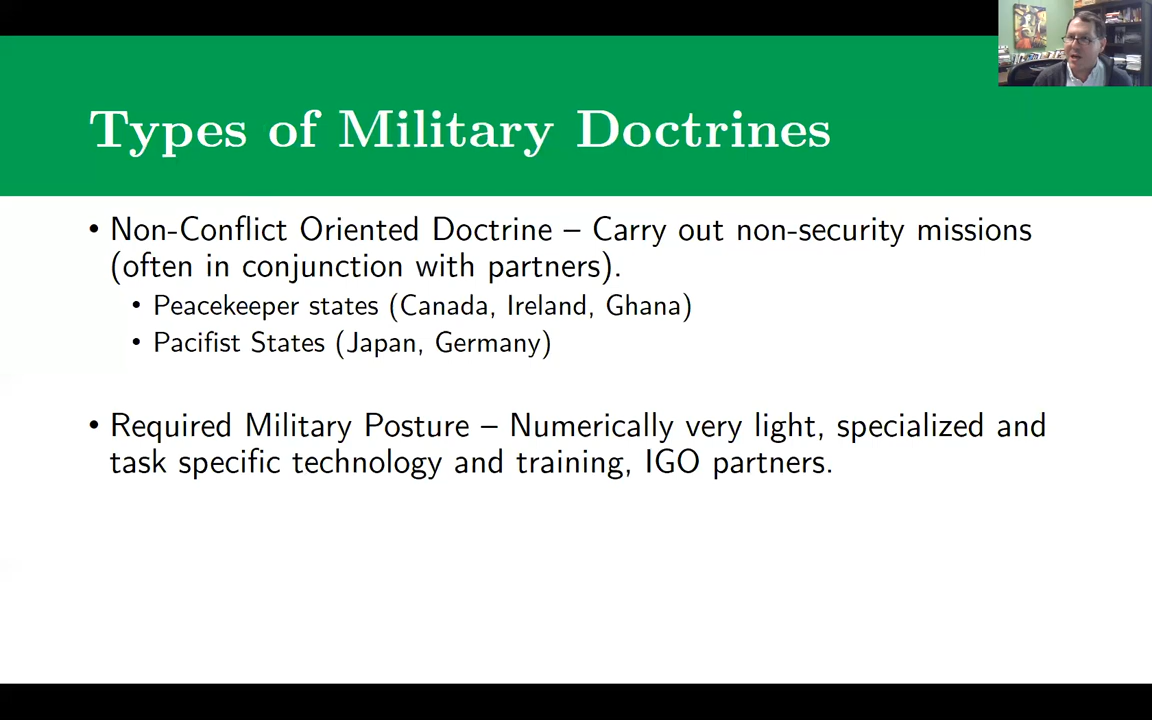 Types of Military Doctrines
• Non-Conflict Oriented Doctrine – Carry out non-security missions
(often in conjunction with partners).
• Peacekeeper states (Canada, Ireland, Ghana)
• Pacifist States (Japan, Germany)
• Required Military Posture – Numerically very light, specialized and
task specific technology and training, IGO partners.